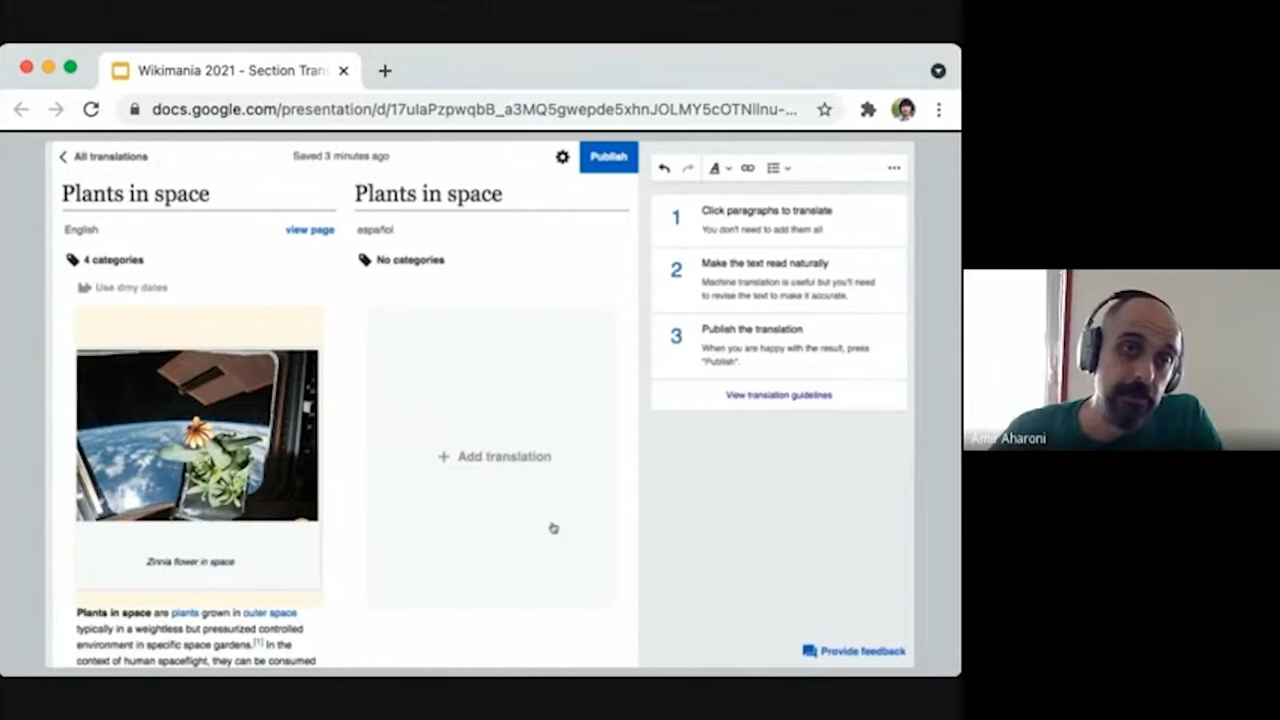 Wikimania 2021 - Section Tran
docs.google.com/presentation/d/
All translations
Saved 3 minutes ago
Publish
Plants in space
Plants in space
English
view page
español
4 categories
No categories
Use dmy dates
Add translation
Zinnia flower in space
Plants in space are plants grown in outer space
typically in a weightless but pressurized controlled
environment in specific space gardens.[1] In the
context of human spaceflight, they can be consumed
1
Click paragraphs to translate
You don't need to add them all
2
Make the text read naturally
Machine translation is useful but you'll need
to revise the text to make it accurate.
3
Publish the translation
When you are happy with the result, press
"Publish".
View translation guidelines
Provide feedback
Amir Aharoni